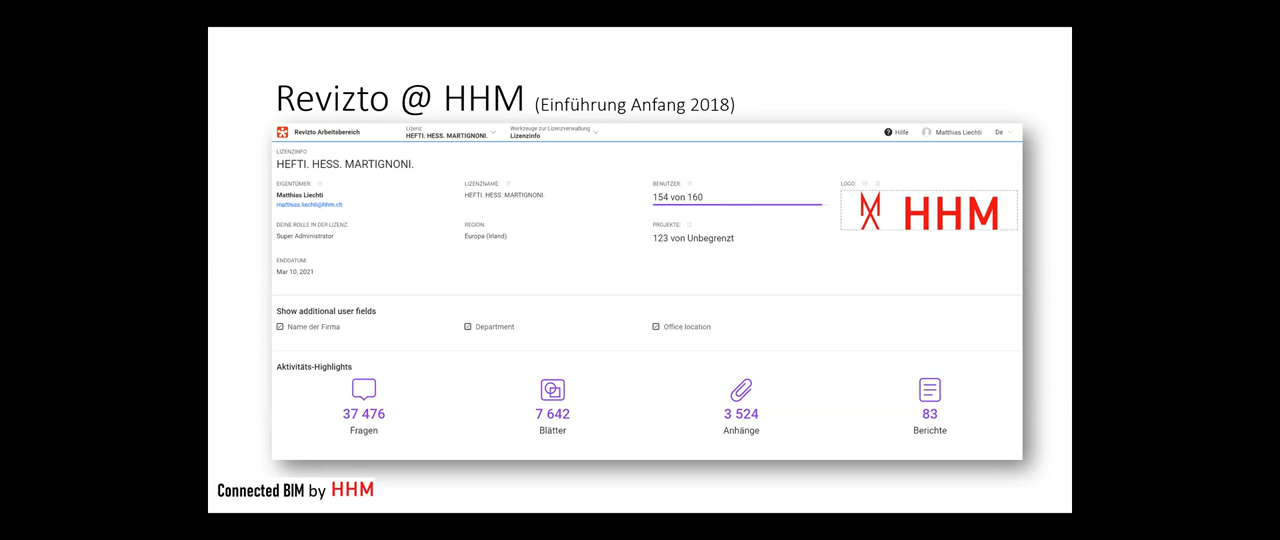 Revizto @ HHM (Einführung Anfang 2018)
Revizto Arbeitsbereich
Lizenz
HEFTI. HESS. MARTIGNONI.
Werkzeuge zur Lizenzverwaltung
Lizenzinfo
Hilfe
Matthias Liechti
De
LIZENZINFO
HEFTI. HESS. MARTIGNONI.
EIGENTÜMER:
Matthias Liechti
matthias.liechti@hhm.ch
LIZENZNAME:
HEFTI. HESS. MARTIGNONI.
BENUTZER:
154 von 160
LOGO:
HHM
DEINE ROLLE IN DER LIZENZ:
Super Administrator
REGION:
Europa (Irland)
PROJEKTE:
123 von Unbegrenzt
ENDDATUM:
Mar 10, 2021
Show additional user fields
Name der Firma
Department
Office location
Aktivitäts-Highlights
37 476
Fragen
7 642
Blätter
3 524
Anhänge
83
Berichte
Connected BIM by HHM